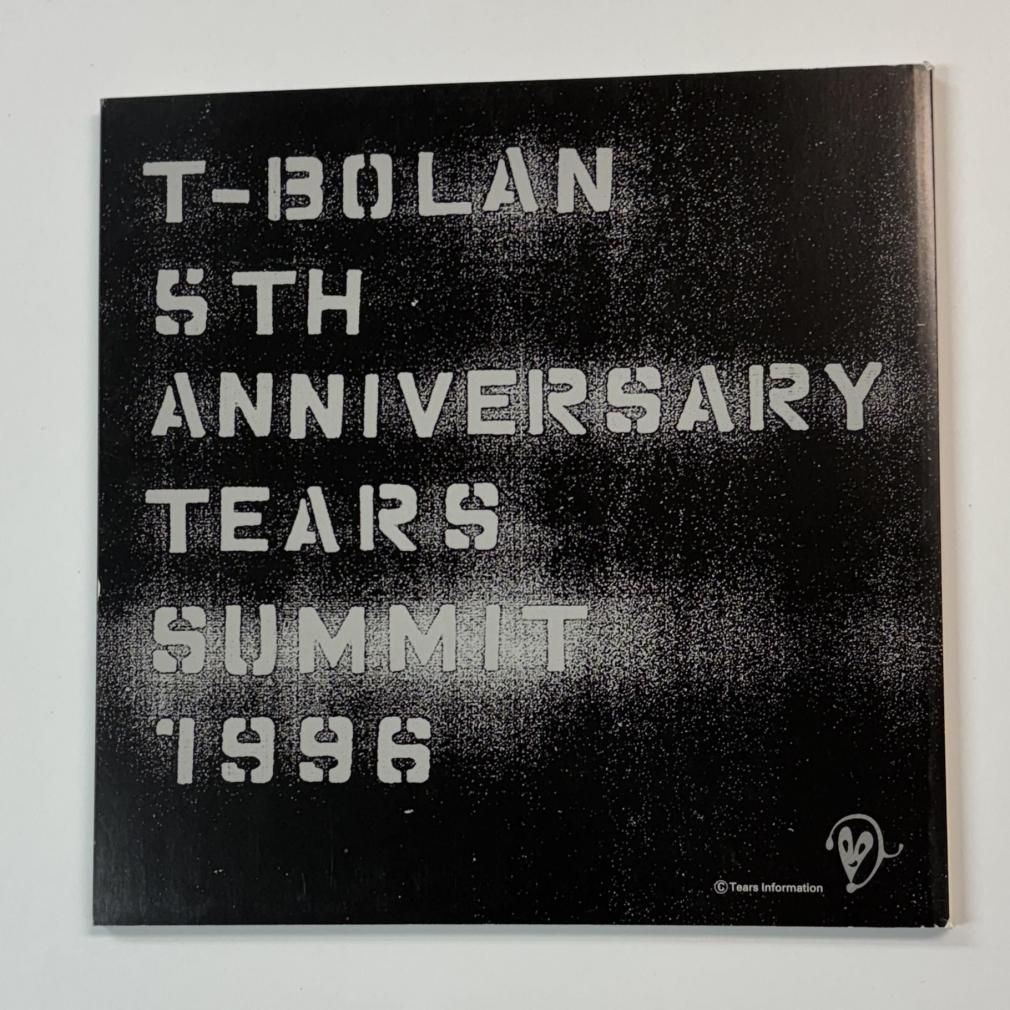 T-BOLAN
5TH
ANNIVERSARY
TEARS
SUMMIT
1996
©Tears Information